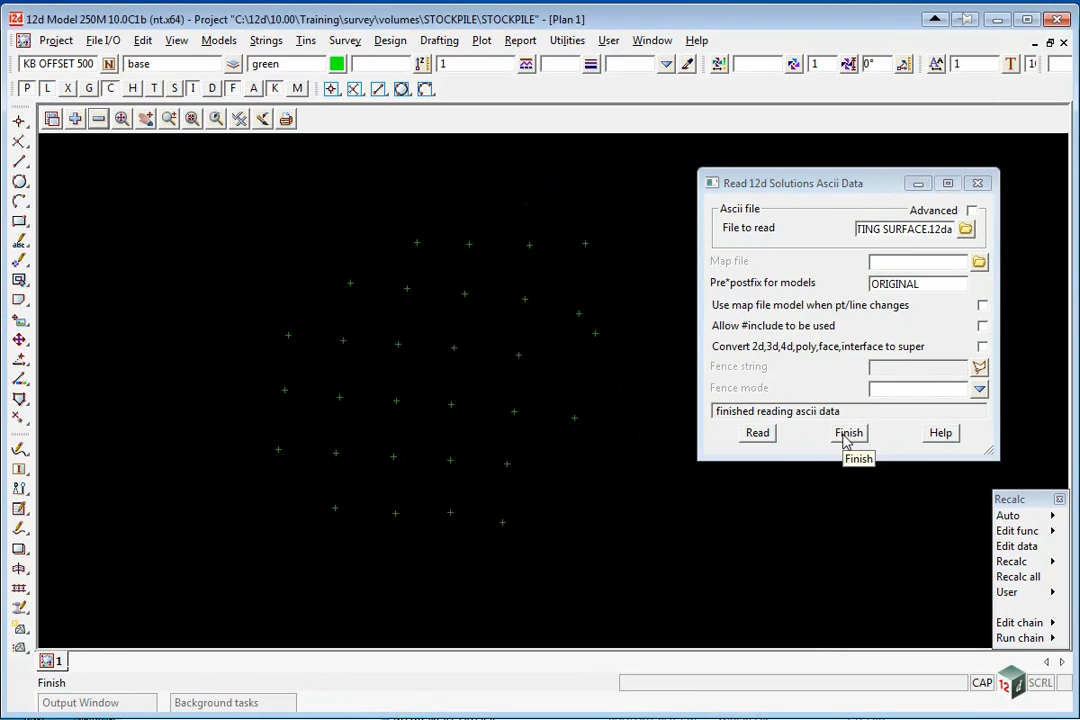 12d Model 250M 10.0C1b (nt.x64) - Project "C:\12d\10.00\Training\survey\volumes\STOCKPILE\STOCKPILE" - [Plan 1]
Project File I/O Edit View Models Strings Tins Survey Design Drafting Plot Report Utilities User Window Help
KB OFFSET 500 N base green 1 1 0° 1 T
P L X G C H T S I D F A K M
Read 12d Solutions Ascii Data
Ascii file Advanced
File to read TING SURFACE.12da
Map file
Pre*postfix for models ORIGINAL
Use map file model when pt/line changes
Allow #include to be used
Convert 2d,3d,4d,poly,face,interface to super
Fence string
Fence mode
finished reading ascii data
Read Finish Help
Finish
Recalc
Auto
Edit func
Edit data
Recalc
Recalc all
User
Edit chain
Run chain
1
Finish CAP 12d SCRL
Output Window Background tasks